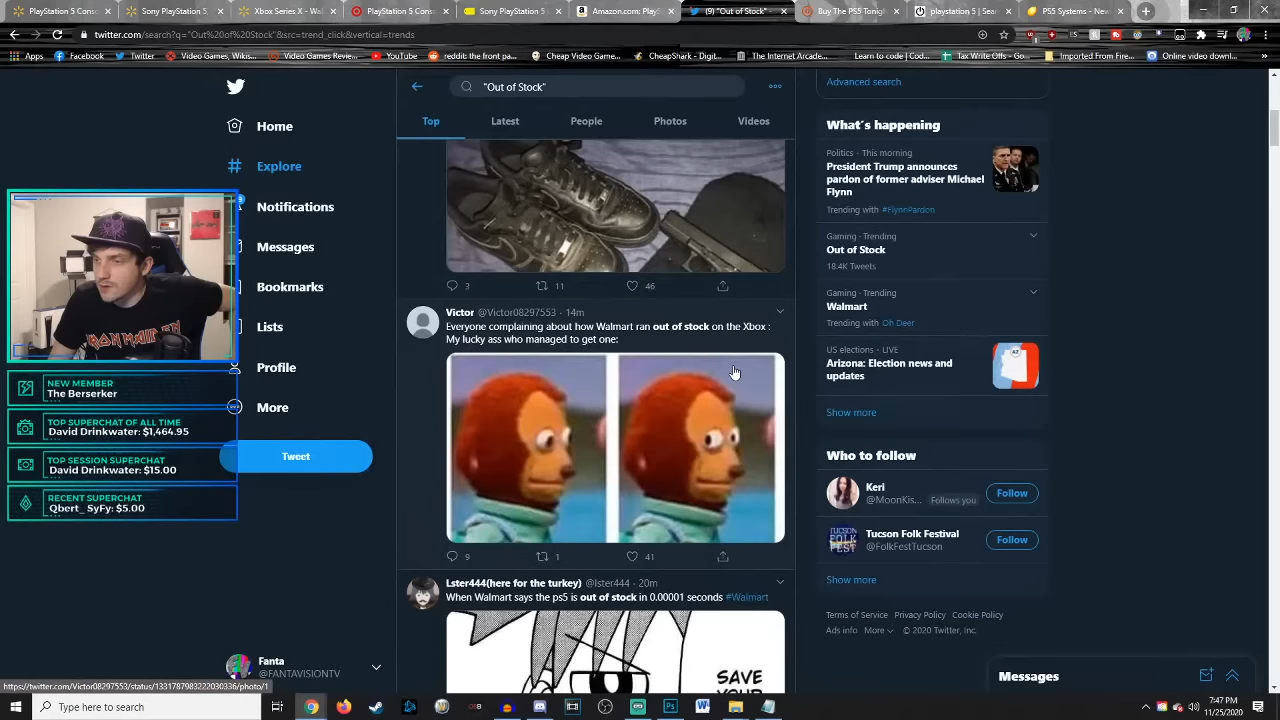 PlayStation 5 Cons
Sony PlayStation 5
Xbox Series X - W
PlayStation 5 Cons
Sony PlayStation 5
Amazon.com: Play
(9) "Out of Stock"
Buy The PS5 Tonig
playstation 5 | Sea
PS5 Systems - New
twitter.com/search?q="Out%20of%20Stock"&src=trend_click&vertical=trends
Apps
Facebook
Twitter
Video Games, Wikis...
Video Games Revie...
YouTube
reddit: the front pa...
Cheap Video Game...
CheapShark - Digit...
The Internet Arcade...
Learn to code | Cod...
Tax Write Offs - Go...
Imported From Fire...
Online video downl...
"Out of Stock"
Top
Latest
People
Photos
Videos
Home
Explore
Notifications
Messages
Bookmarks
Lists
Profile
More
Tweet
IRON MAIDEN
NEW MEMBER
The Berserker
TOP SUPERCHAT OF ALL TIME
David Drinkwater: $1,464.95
TOP SESSION SUPERCHAT
David Drinkwater: $15.00
RECENT SUPERCHAT
Qbert_ SyFy: $5.00
3
11
46
Victor @Victor08297553 · 14m
Everyone complaining about how Walmart ran out of stock on the Xbox :
My lucky ass who managed to get one:
9
1
41
Lster444(here for the turkey) @lster444 · 20m
When Walmart says the ps5 is out of stock in 0.00001 seconds #Walmart
SAVE
YOUR
Advanced search
What's happening
Politics · This morning
President Trump announces
pardon of former adviser Michael
Flynn
Trending with #FlynnPardon
Gaming · Trending
Out of Stock
18.4K Tweets
Gaming · Trending
Walmart
Trending with Oh Deer
US elections · LIVE
Arizona: Election news and
updates
Show more
Who to follow
Keri
@MoonKis... Follows you
Follow
Tucson Folk Festival
@FolkFestTucson
Follow
TUCSON
FOLK
FEST
Show more
Terms of Service Privacy Policy Cookie Policy
Ads info More © 2020 Twitter, Inc.
Messages
Fanta
@FANTAVISIONTV
https://twitter.com/Victor08297553/status/1331787983222030336/photo/1
Type here to search
7:47 PM
11/25/2020